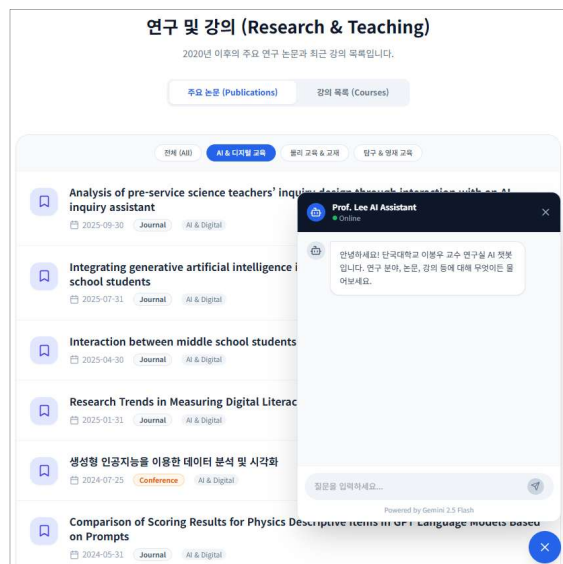 연구 및 강의 (Research & Teaching)
2020년 이후의 주요 연구 논문과 최근 강의 목록입니다.
주요 논문 (Publications)
강의 목록 (Courses)
전체 (All)
AI & 디지털 교육
물리 교육 & 교재
탐구 & 영재 교육
Analysis of pre-service science teachers’ inquiry design through interaction with an AI
inquiry assistant
2025-09-30 Journal AI & Digital
Integrating generative artificial intelligence i
school students
2025-07-31 Journal AI & Digital
Interaction between middle school students
2025-04-30 Journal AI & Digital
Research Trends in Measuring Digital Literac
2025-01-31 Journal AI & Digital
생성형 인공지능을 이용한 데이터 분석 및 시각화
2024-07-25 Conference AI & Digital
Comparison of Scoring Results for Physics Descriptive Items in GPT Language Models Based
on Prompts
2024-05-31 Journal AI & Digital
Prof. Lee AI Assistant
Online
안녕하세요! 단국대학교 이봉우 교수 연구실 AI 챗봇
입니다. 연구 분야, 논문, 강의 등에 대해 무엇이든 물
어보세요.
질문을 입력하세요...
Powered by Gemini 2.5 Flash